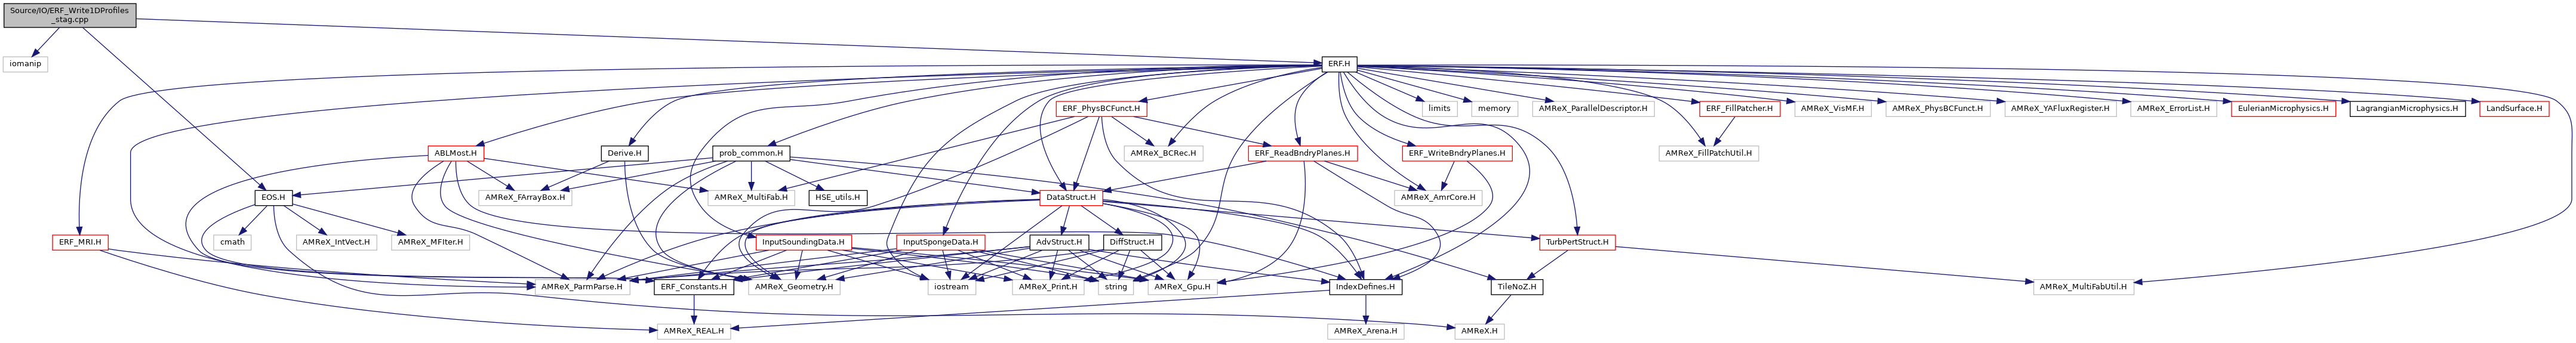 Source/IO/ERF_Write1DProfiles
_stag.cpp
iomanip
ERF.H
ERF_PhysBCFunct.H
limits
memory
AMReX_ParallelDescriptor.H
ERF_FillPatcher.H
AMReX_VisMF.H
AMReX_PhysBCFunct.H
AMReX_YAFluxRegister.H
AMReX_ErrorList.H
EulerianMicrophysics.H
LagrangianMicrophysics.H
LandSurface.H
ABLMost.H
Derive.H
prob_common.H
AMReX_BCRec.H
ERF_ReadBndryPlanes.H
ERF_WriteBndryPlanes.H
AMReX_FillPatchUtil.H
EOS.H
AMReX_FArrayBox.H
AMReX_MultiFab.H
HSE_utils.H
DataStruct.H
AMReX_AmrCore.H
ERF_MRI.H
cmath
AMReX_IntVect.H
AMReX_MFIter.H
InputSoundingData.H
InputSpongeData.H
AdvStruct.H
DiffStruct.H
TurbPertStruct.H
AMReX_ParmParse.H
ERF_Constants.H
AMReX_Geometry.H
iostream
AMReX_Print.H
string
AMReX_Gpu.H
IndexDefines.H
TileNoZ.H
AMReX_MultiFabUtil.H
AMReX_REAL.H
AMReX_Arena.H
AMReX.H